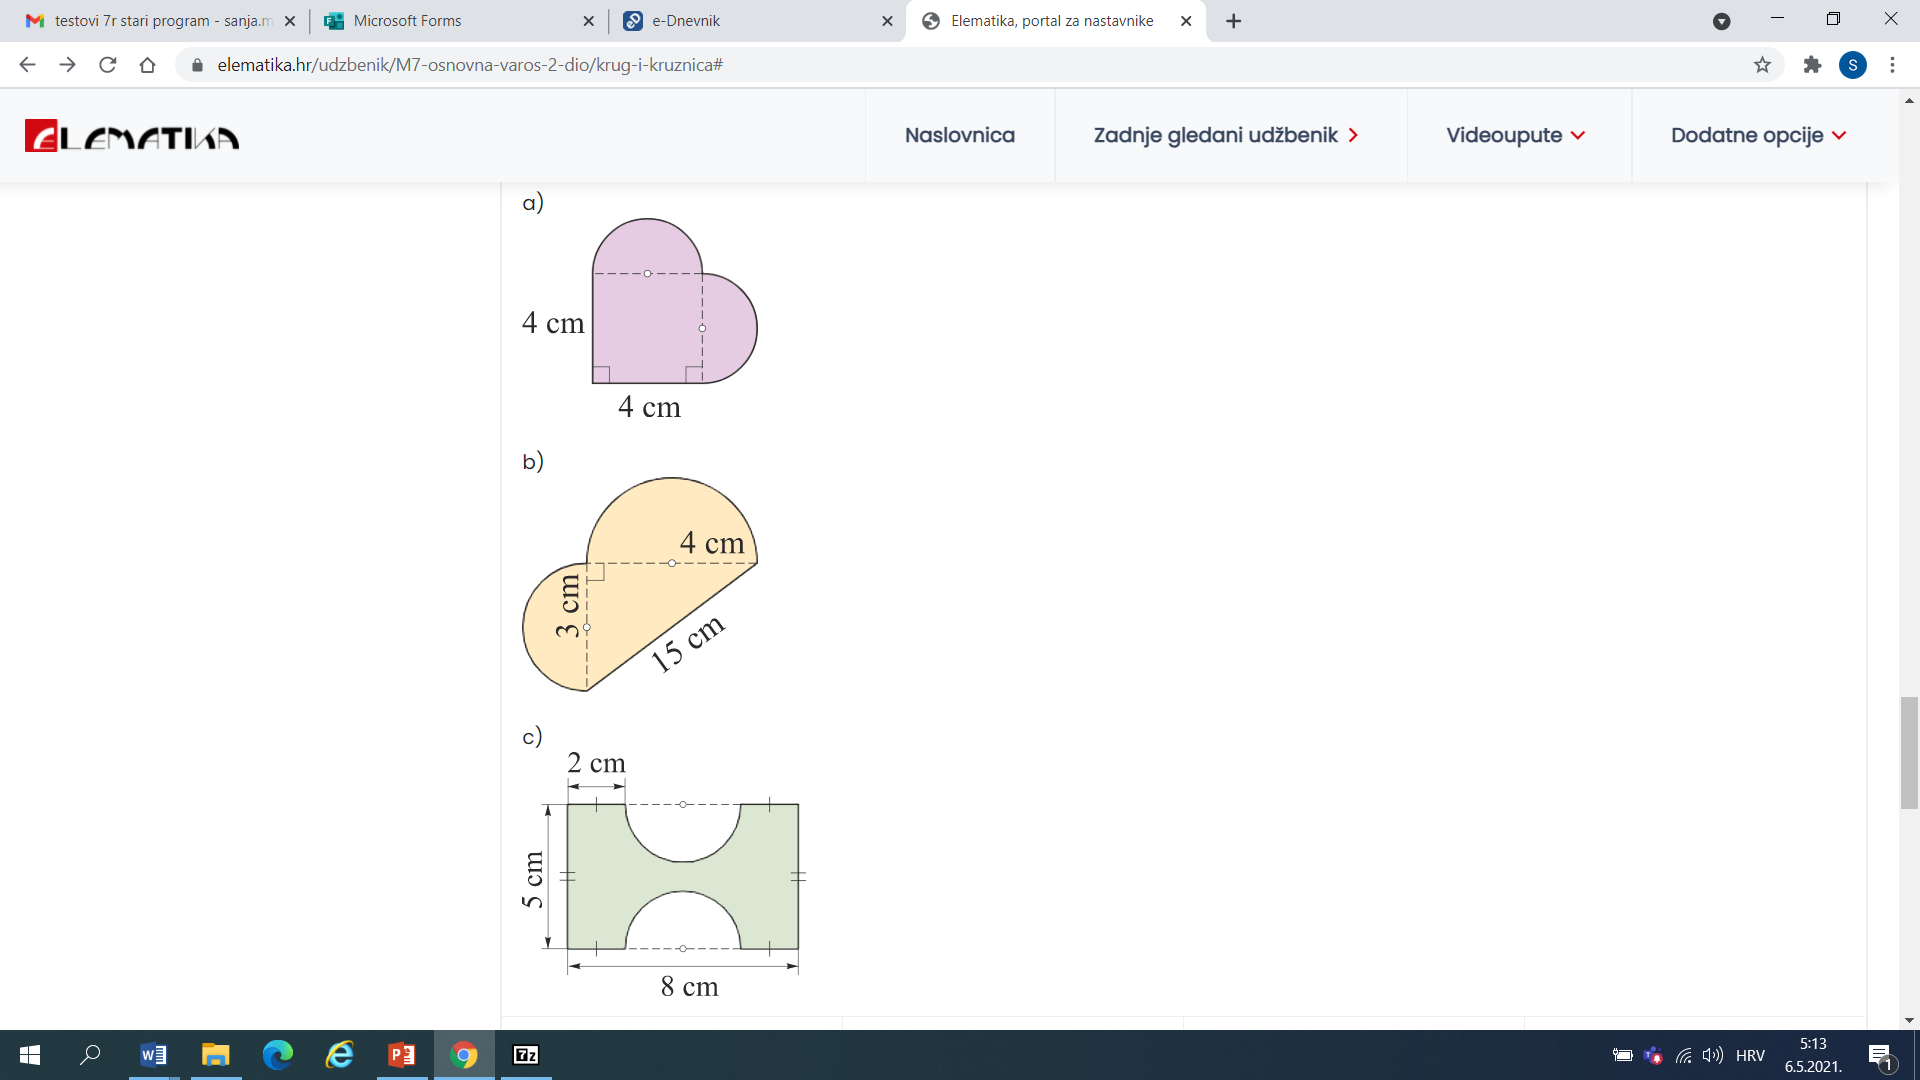 testovi 7r stari program - sanja.m
Microsoft Forms
e-Dnevnik
Elematika, portal za nastavnike
elematika.hr/udzbenik/M7-osnovna-varos-2-dio/krug-i-kruznica#
S
ELEMATIKA
Naslovnica
Zadnje gledani udžbenik
Videoupute
Dodatne opcije
a)
4 cm
4 cm
b)
4 cm
3 cm
15 cm
c)
2 cm
5 cm
8 cm
HRV
5:13
6.5.2021.
1